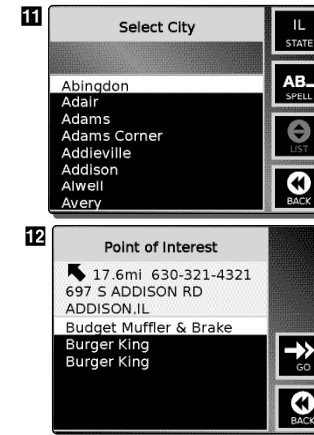 11
Select City
IL
STATE
Abingdon
Adair
Adams
Adams Corner
Addieville
Addison
Alwell
Avery
AB_
SPELL
LIST
BACK
12
Point of Interest
17.6mi 630-321-4321
697 S ADDISON RD
ADDISON,IL
Budget Muffler & Brake
Burger King
Burger King
GO
BACK